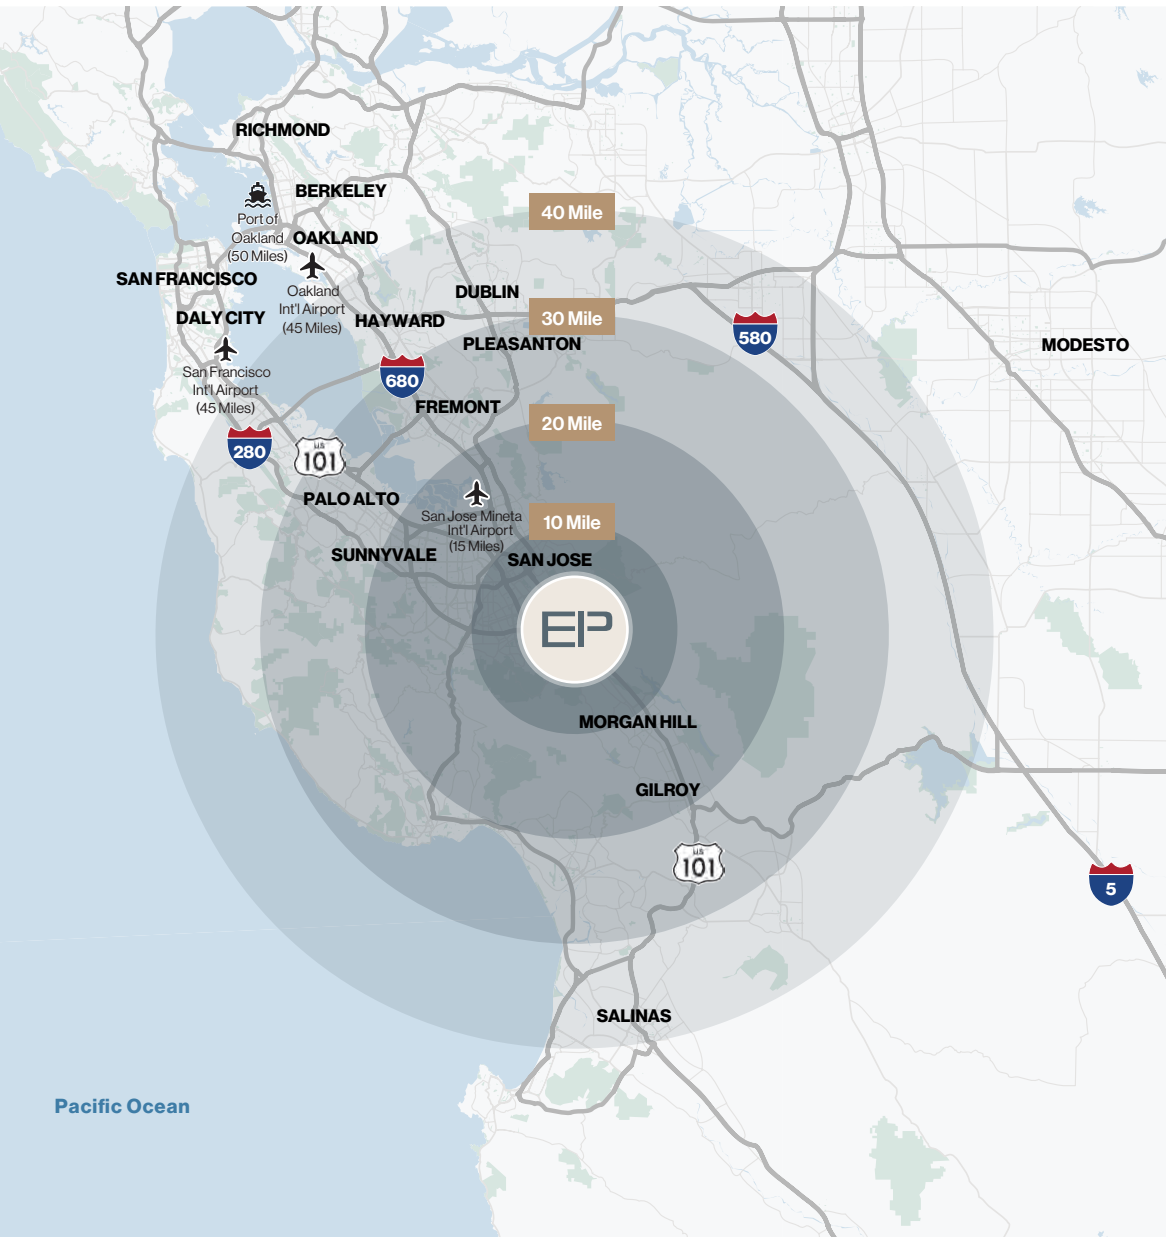 RICHMOND
BERKELEY
Port of
Oakland
(50 Miles)
OAKLAND
40 Mile
SAN FRANCISCO
Oakland
Int'l Airport
(45 Miles)
DUBLIN
DALY CITY
HAYWARD
30 Mile
580
PLEASANTON
MODESTO
San Francisco
Int'l Airport
(45 Miles)
680
FREMONT
20 Mile
280
US
101
PALO ALTO
San Jose Mineta
Int'l Airport
(15 Miles)
10 Mile
SUNNYVALE
SAN JOSE
EP
MORGAN HILL
GILROY
US
101
5
SALINAS
Pacific Ocean